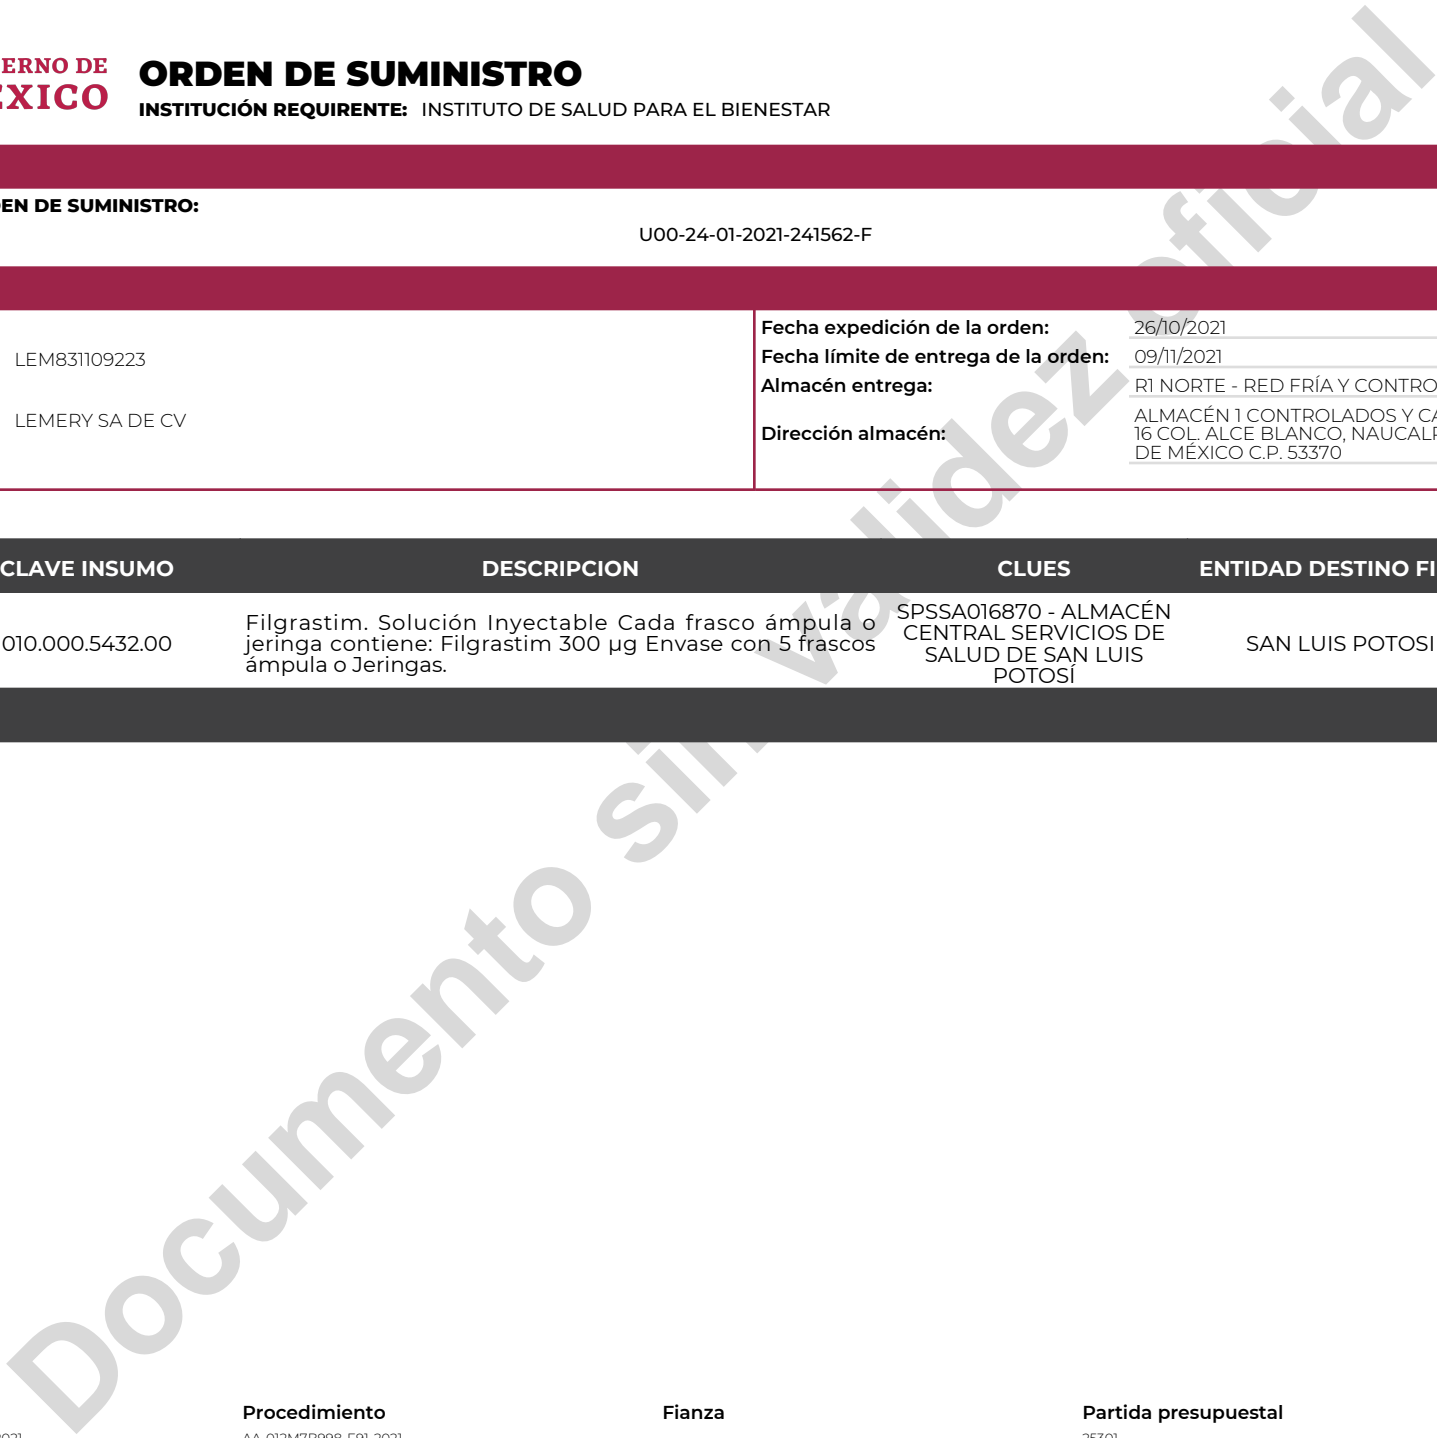 ERNO DE
ÉXICO
ORDEN DE SUMINISTRO
INSTITUCIÓN REQUIRENTE: INSTITUTO DE SALUD PARA EL BIENESTAR
EN DE SUMINISTRO:
U00-24-01-2021-241562-F
LEM831109223
LEMERY SA DE CV
Fecha expedición de la orden: 26/10/2021
Fecha límite de entrega de la orden: 09/11/2021
Almacén entrega: R1 NORTE - RED FRÍA Y CONTRO
Dirección almacén: ALMACÉN 1 CONTROLADOS Y CA
16 COL. ALCE BLANCO, NAUCALP
DE MÉXICO C.P. 53370
CLAVE INSUMO DESCRIPCION CLUES ENTIDAD DESTINO FI
010.000.5432.00
Filgrastim. Solución Inyectable Cada frasco ámpula o
jeringa contiene: Filgrastim 300 µg Envase con 5 frascos
ámpula o Jeringas.
SPSSA016870 - ALMACÉN
CENTRAL SERVICIOS DE
SALUD DE SAN LUIS
POTOSÍ
SAN LUIS POTOSI
Documento sin validez oficial
Procedimiento Fianza Partida presupuestal